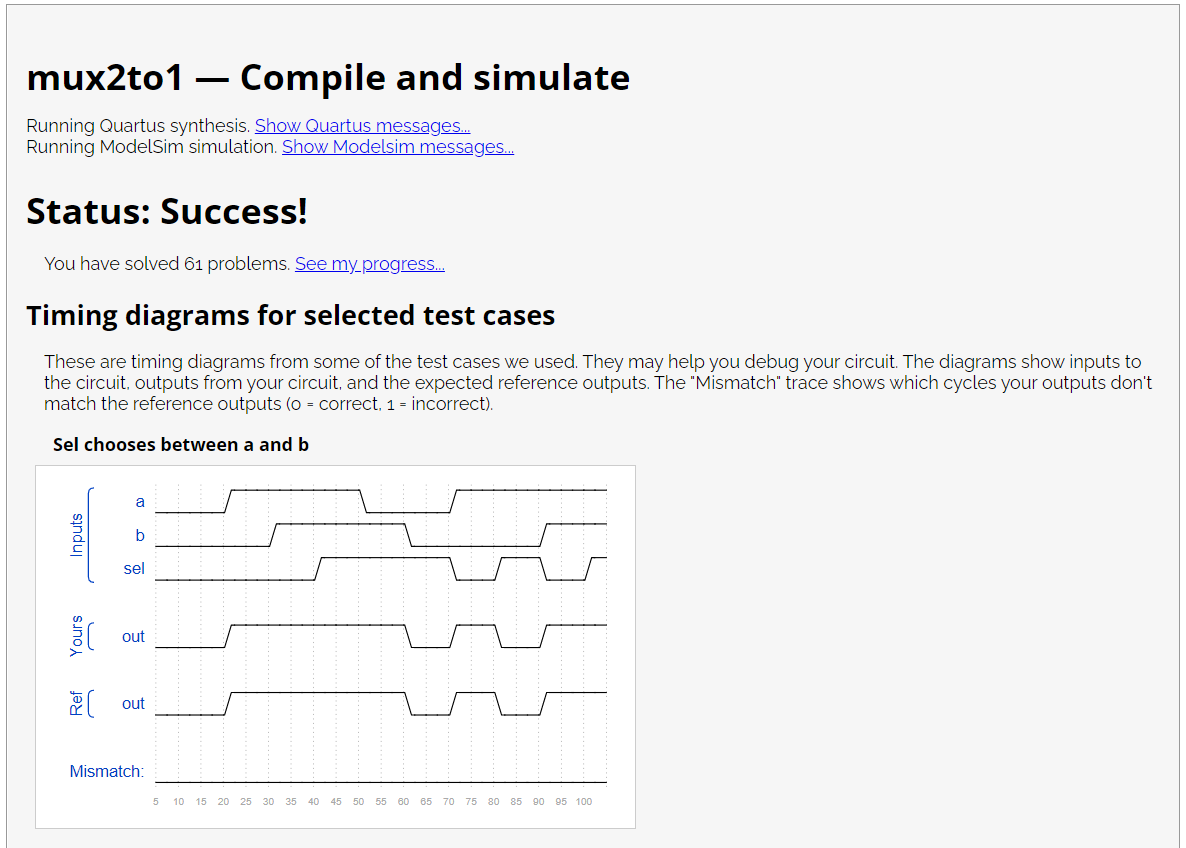 mux2to1 — Compile and simulate
Running Quartus synthesis. Show Quartus messages...
Running ModelSim simulation. Show Modelsim messages...
Status: Success!
You have solved 61 problems. See my progress...
Timing diagrams for selected test cases
These are timing diagrams from some of the test cases we used. They may help you debug your circuit. The diagrams show inputs to
the circuit, outputs from your circuit, and the expected reference outputs. The "Mismatch" trace shows which cycles your outputs don't
match the reference outputs (0 = correct, 1 = incorrect).
Sel chooses between a and b
Inputs
a
b
sel
Yours
out
Ref
out
Mismatch:
5 10 15 20 25 30 35 40 45 50 55 60 65 70 75 80 85 90 95 100